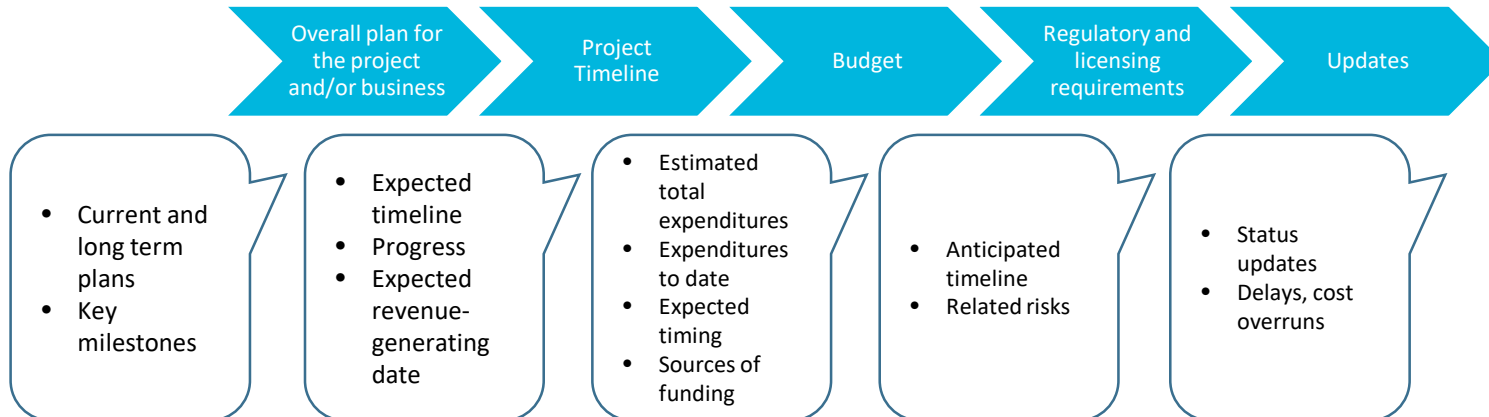 Overall plan for
the project
and/or business
Project
Timeline
Budget
Regulatory and
licensing
requirements
Updates
• Current and
long term
plans
• Key
milestones
• Expected
timeline
• Progress
• Expected
revenue-
generating
date
• Estimated
total
expenditures
• Expenditures
to date
• Expected
timing
• Sources of
funding
• Anticipated
timeline
• Related risks
• Status
updates
• Delays, cost
overruns